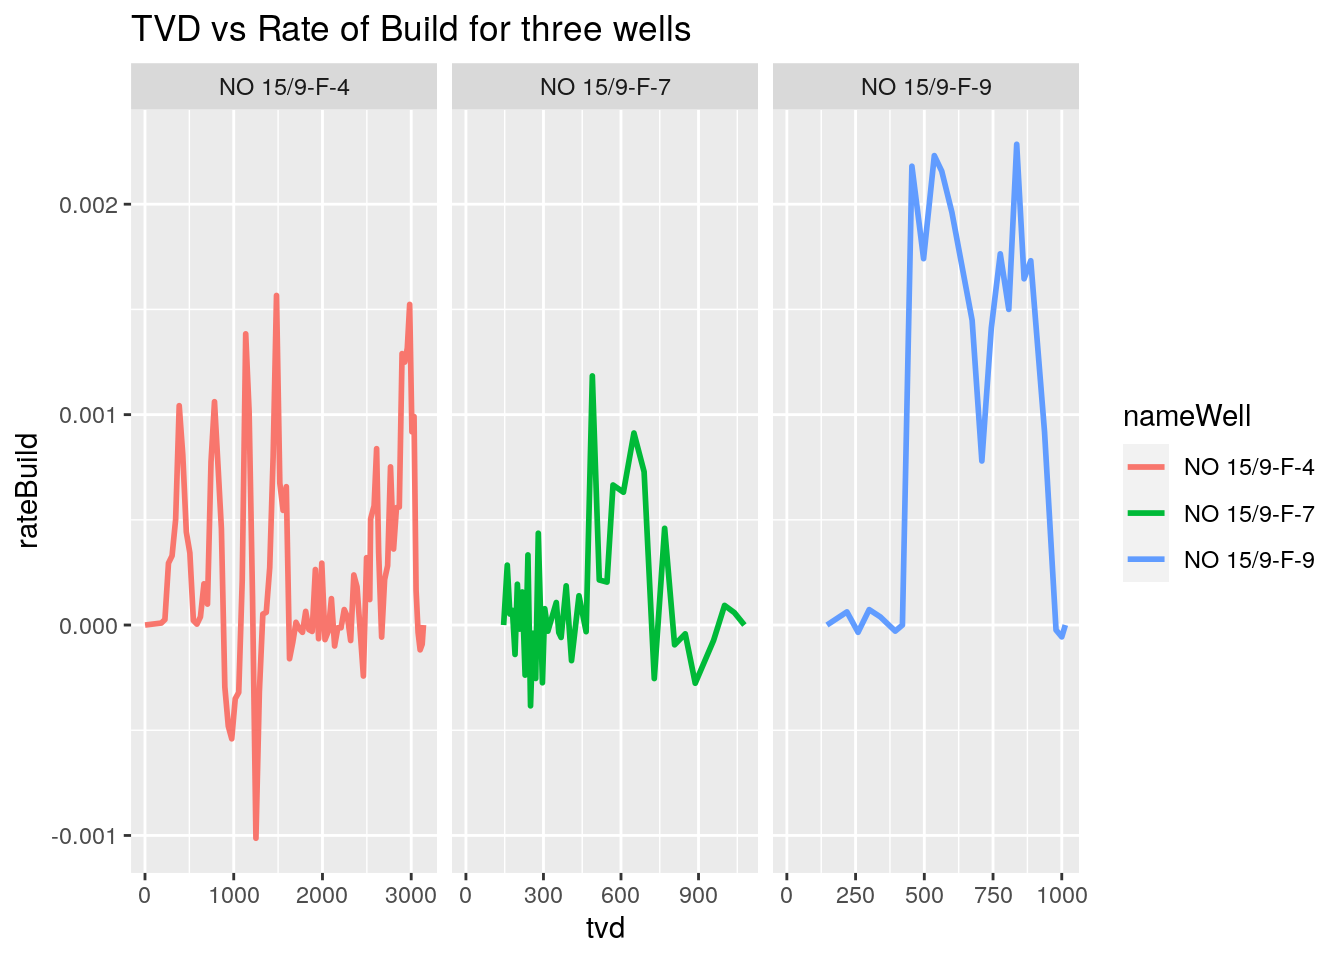 TVD vs Rate of Build for three wells
NO 15/9-F-4
NO 15/9-F-7
NO 15/9-F-9
0.002
0.001
0.000
-0.001
rateBuild
0 1000 2000 3000
0 300 600 900
0 250 500 750 1000
tvd
nameWell
NO 15/9-F-4
NO 15/9-F-7
NO 15/9-F-9